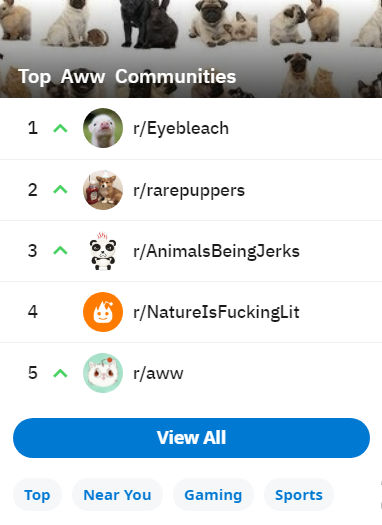 Top Aww Communities
1 r/Eyebleach
2 r/rarepuppers
3 r/AnimalsBeingJerks
4 r/NatureIsFuckingLit
5 r/aww
View All
Top Near You Gaming Sports